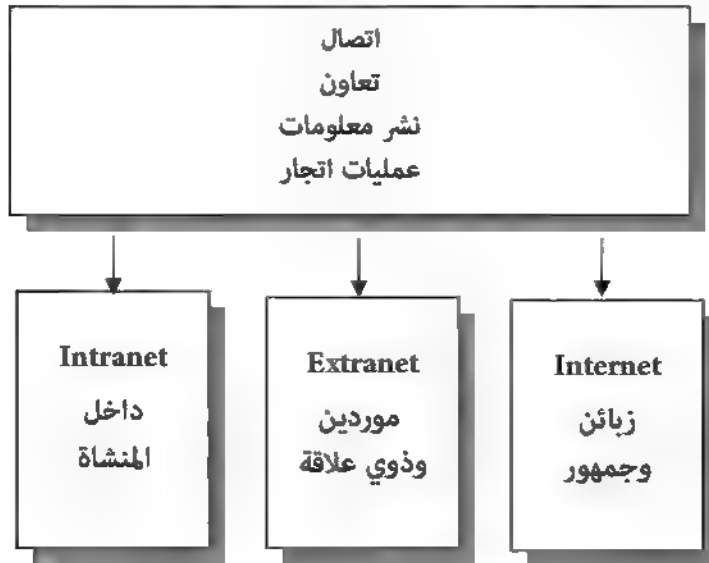 اتصال
تعاون
نشر معلومات
عمليات اتجار
Intranet
داخل
المنشاة
Extranet
موردين
وذوي علاقة
Internet
زبائن
وجمهور